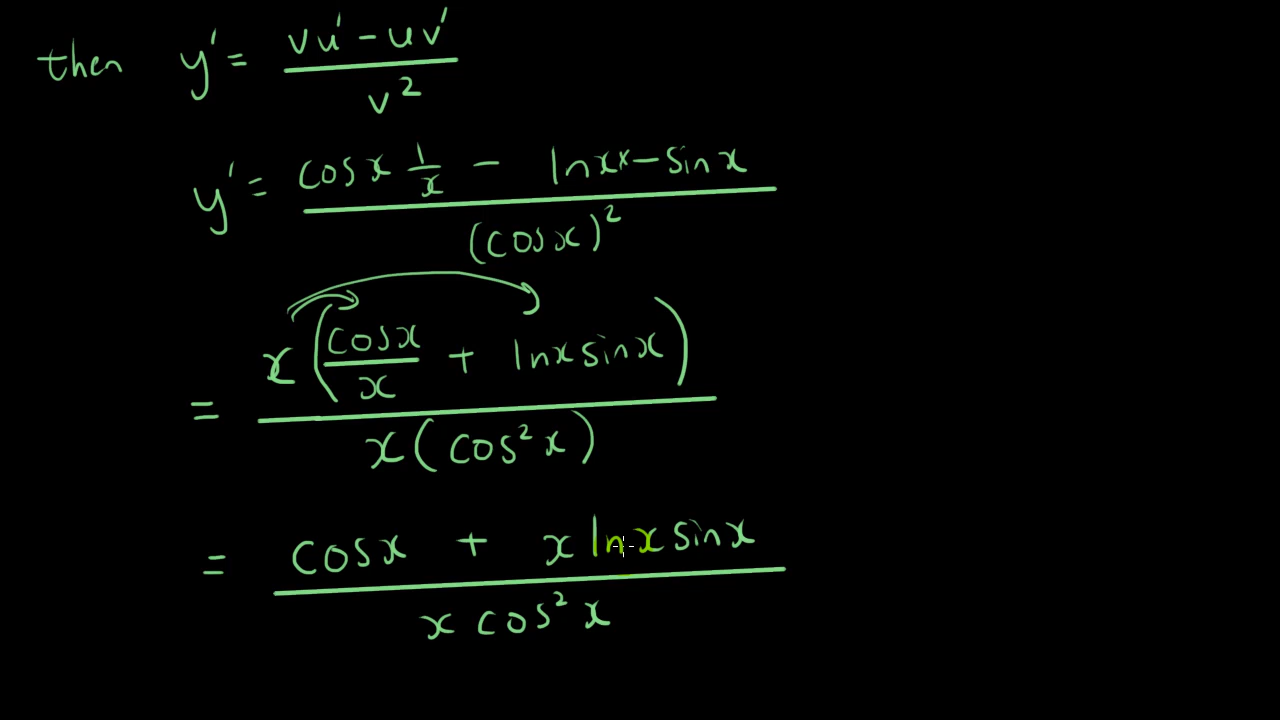 then y' = (vu' - uv') / v²
y' = (cos x 1/x - ln x × - sin x) / (cos x)²
= x(cos x / x + ln x sin x) / x(cos² x)
= (cos x + x ln x sin x) / x cos² x